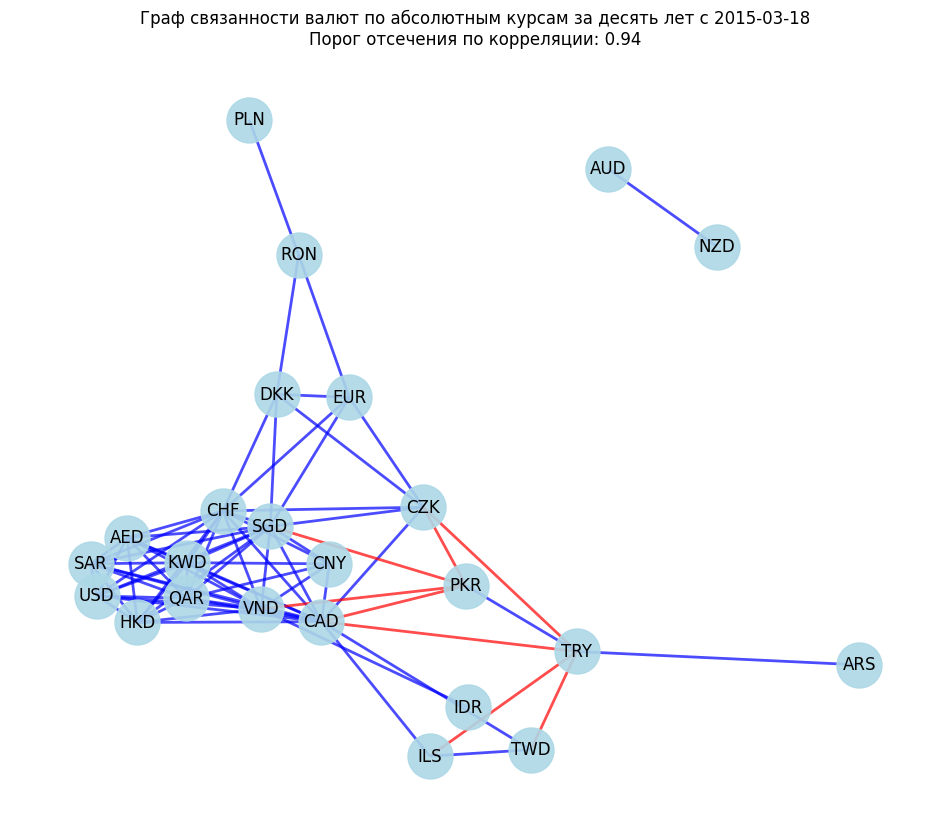 Граф связанности валют по абсолютным курсам за десять лет с 2015-03-18
Порог отсечения по корреляции: 0.94
PLN
AUD
NZD
RON
DKK
EUR
CHF
CZK
SGD
AED
SAR
KWD
CNY
PKR
USD
QAR
VND
HKD
CAD
TRY
ARS
IDR
ILS
TWD